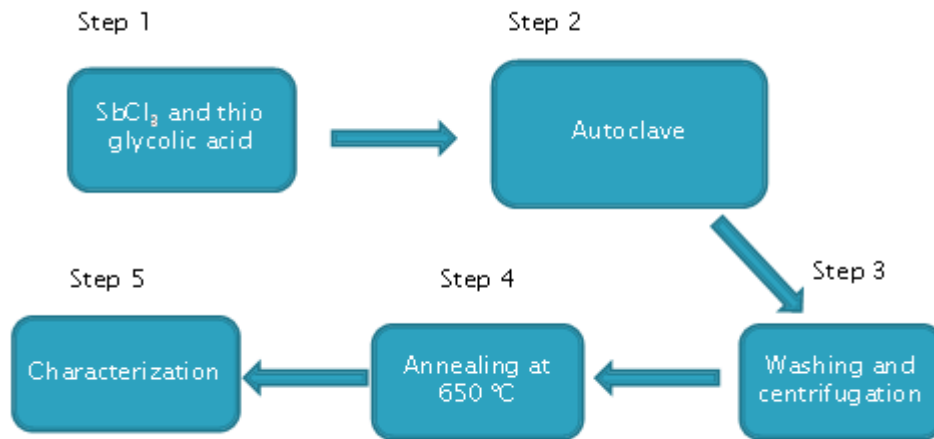 Step 1
SbCl₃ and thio
glycolic acid
Step 2
Autoclave
Step 3
Washing and
centrifugation
Step 4
Annealing at
650 ℃
Step 5
Characterization